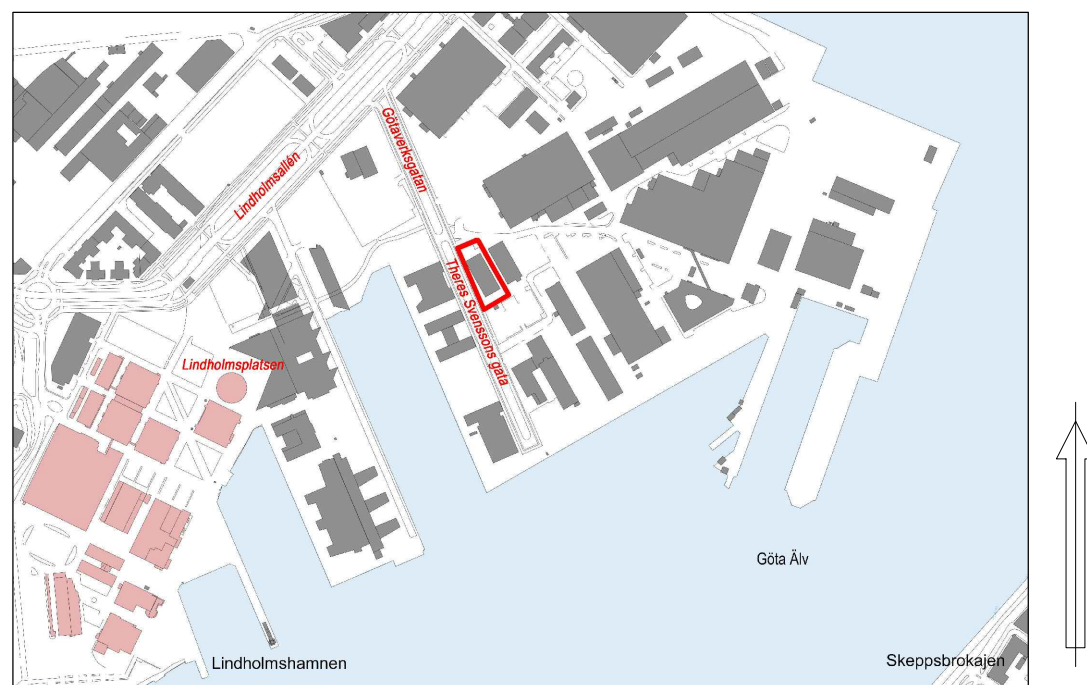 Götaverksgatan
Lindholmsallén
Theres Svenssons gata
Lindholmsplatsen
Göta Älv
Lindholmshamnen
Skeppsbrokajen